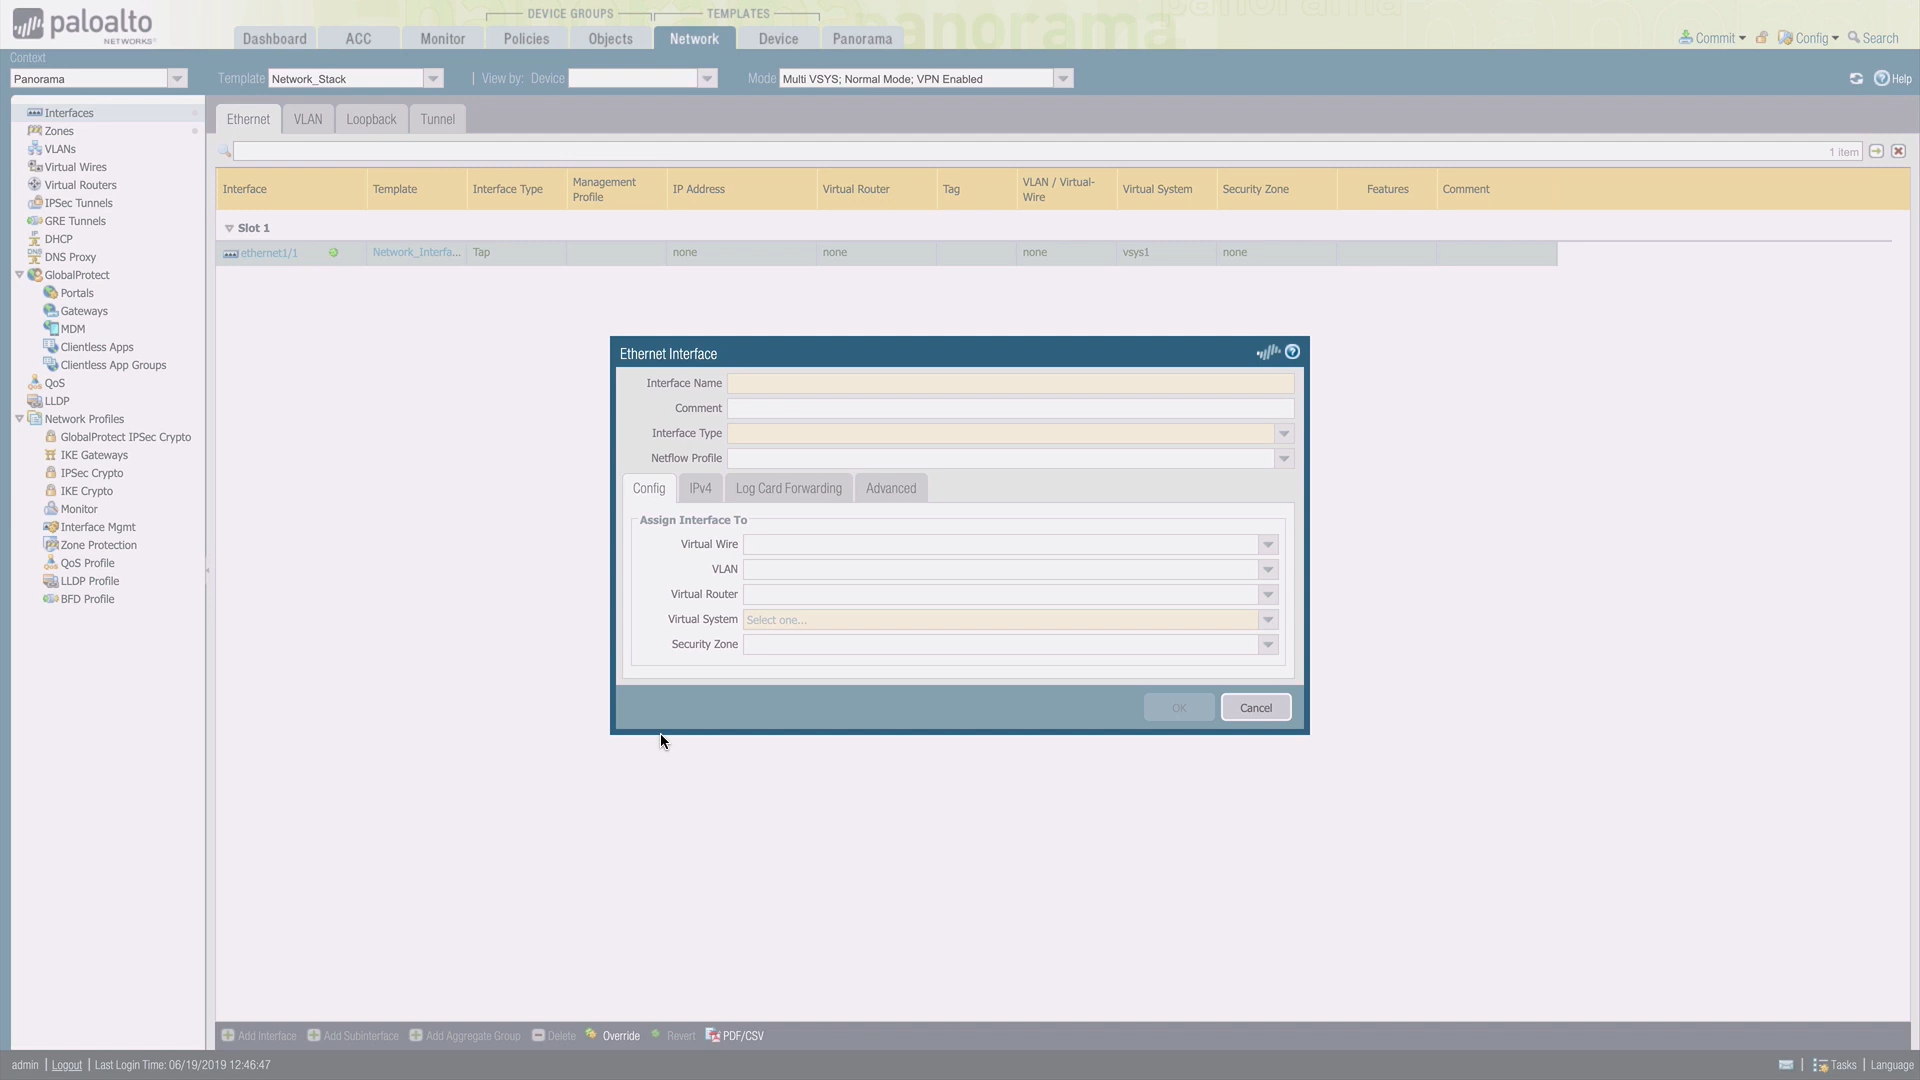 paloalto
NETWORKS
DEVICE GROUPS
TEMPLATES
Dashboard
ACC
Monitor
Policies
Objects
Network
Device
Panorama
Commit
Config
Search
Context
Panorama
Template
Network_Stack
View by:
Device
Mode
Multi VSYS; Normal Mode; VPN Enabled
Help
Interfaces
Zones
VLANs
Virtual Wires
Virtual Routers
IPSec Tunnels
GRE Tunnels
DHCP
DNS Proxy
GlobalProtect
Portals
Gateways
MDM
Clientless Apps
Clientless App Groups
QoS
LLDP
Network Profiles
GlobalProtect IPSec Crypto
IKE Gateways
IPSec Crypto
IKE Crypto
Monitor
Interface Mgmt
Zone Protection
QoS Profile
LLDP Profile
BFD Profile
Ethernet
VLAN
Loopback
Tunnel
1 item
Interface
Template
Interface Type
Management
Profile
IP Address
Virtual Router
Tag
VLAN / Virtual-
Wire
Virtual System
Security Zone
Features
Comment
Slot 1
ethernet1/1
Network_Interfa...
Tap
none
none
none
vsys1
none
Ethernet Interface
Interface Name
Comment
Interface Type
Netflow Profile
Config
IPv4
Log Card Forwarding
Advanced
Assign Interface To
Virtual Wire
VLAN
Virtual Router
Virtual System
Select one...
Security Zone
OK
Cancel
Add Interface
Add Subinterface
Add Aggregate Group
Delete
Override
Revert
PDF/CSV
admin | Logout | Last Login Time: 06/19/2019 12:46:47
Tasks | Language